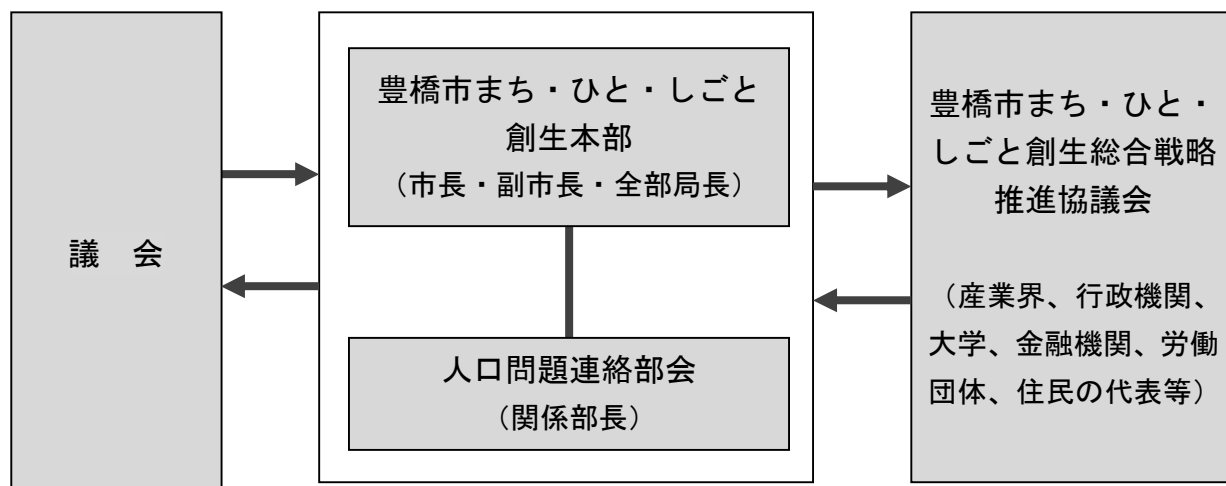 議　会
豊橋市まち・ひと・しごと
創生本部
（市長・副市長・全部局長）
人口問題連絡部会
（関係部長）
豊橋市まち・ひと・
しごと創生総合戦略
推進協議会
（産業界、行政機関、
大学、金融機関、労働
団体、住民の代表等）